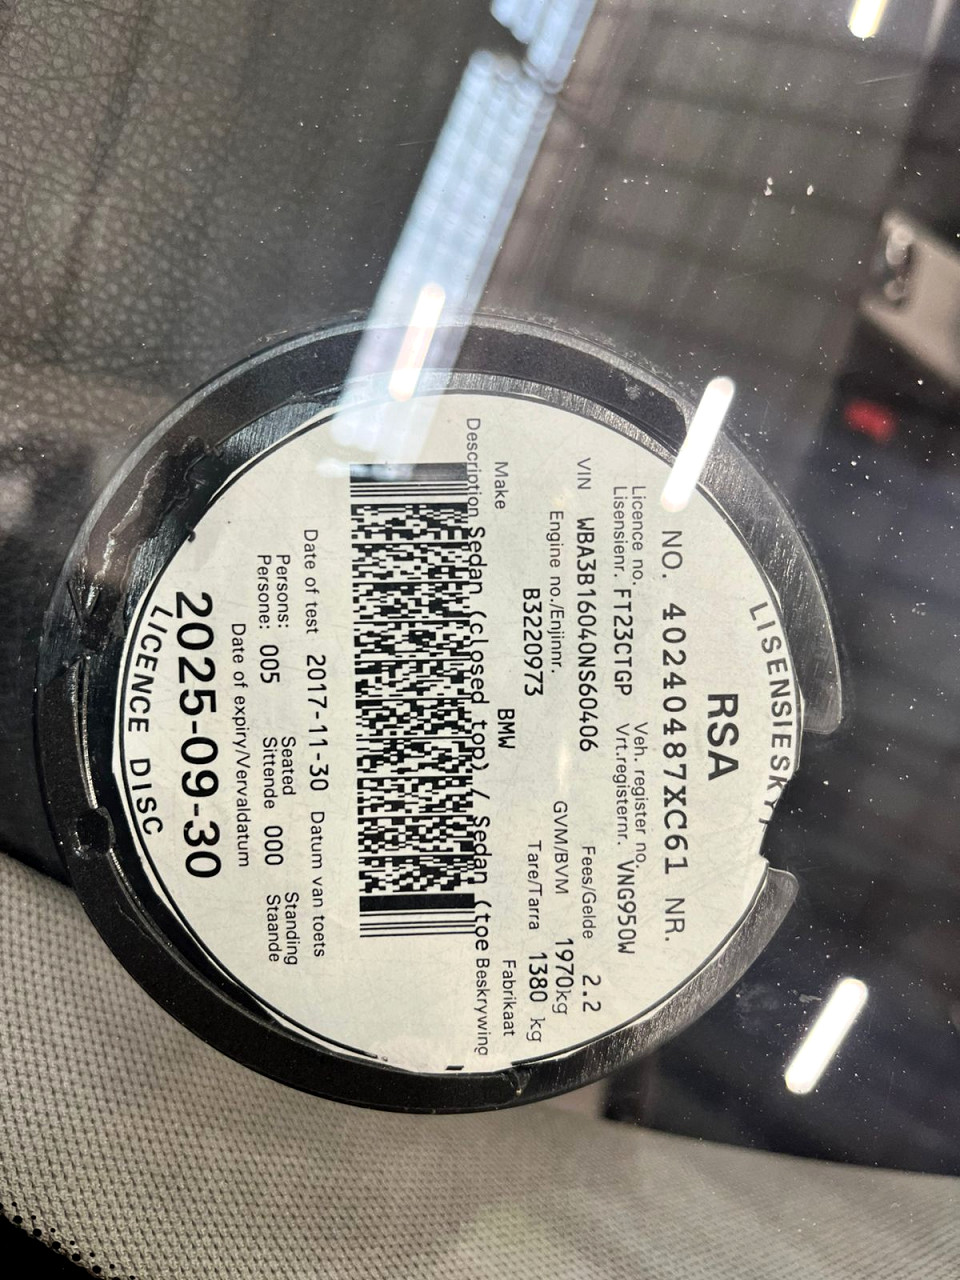 LISENSIESKYF
RSA
NO. 402404 87XC61 NR.
Licence no. Veh. register no.
Lisensienr. FT23CTGP Vrt.registernr. VNG950W
VIN WBA3B16040NS60406 Fees/Gelde 2.2
Engine no./Enjinnr. GVM/BVM 1970kg
B3220973 Tare/Tarra 1380 kg
Make BMW Fabrikaat
Description Sedan (closed top) / Sedan (toe Beskrywing
Date of test 2017-11-30 Datum van toets
Persons: Seated Standing
Persone: 005 Sittende 000 Staande
Date of expiry/Vervaldatum
2025-09-30
LICENCE DISC